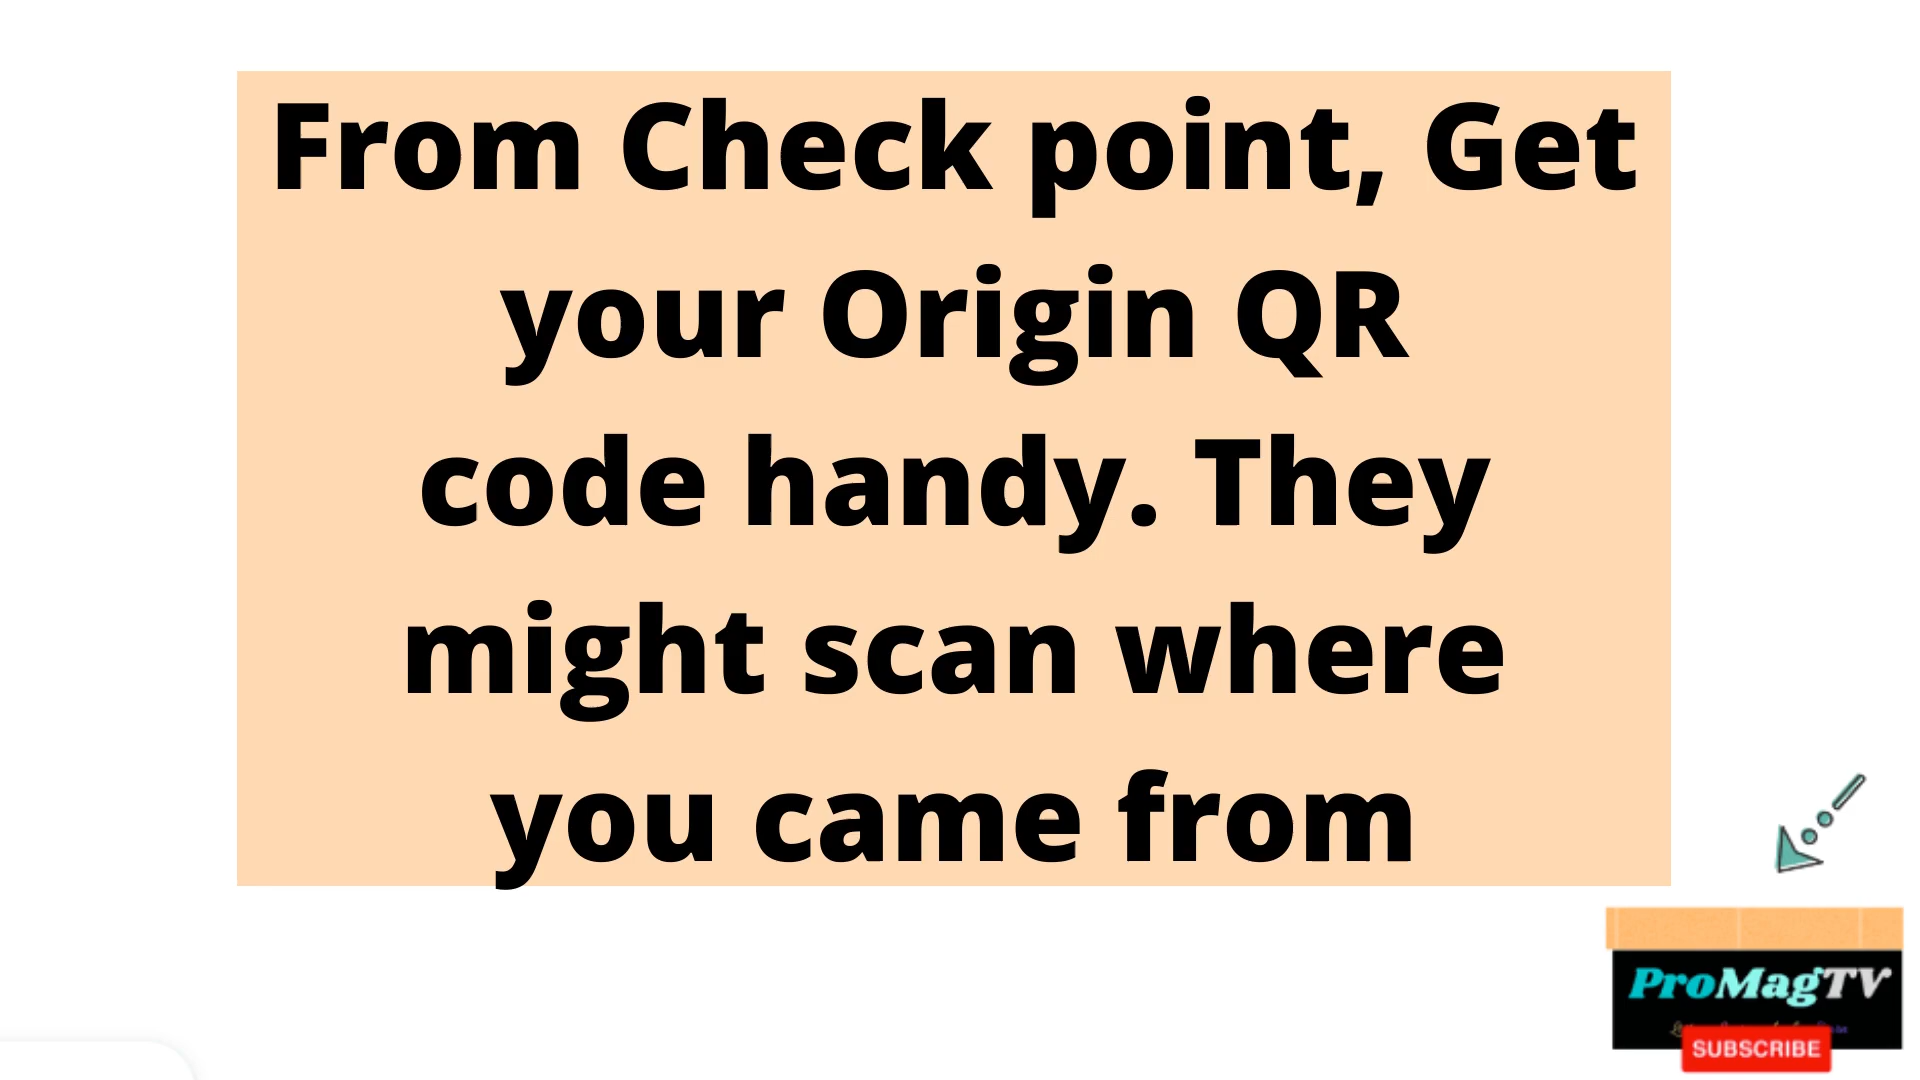 From Check point, Get
your Origin QR
code handy. They
might scan where
you came from
ProMagTV
SUBSCRIBE